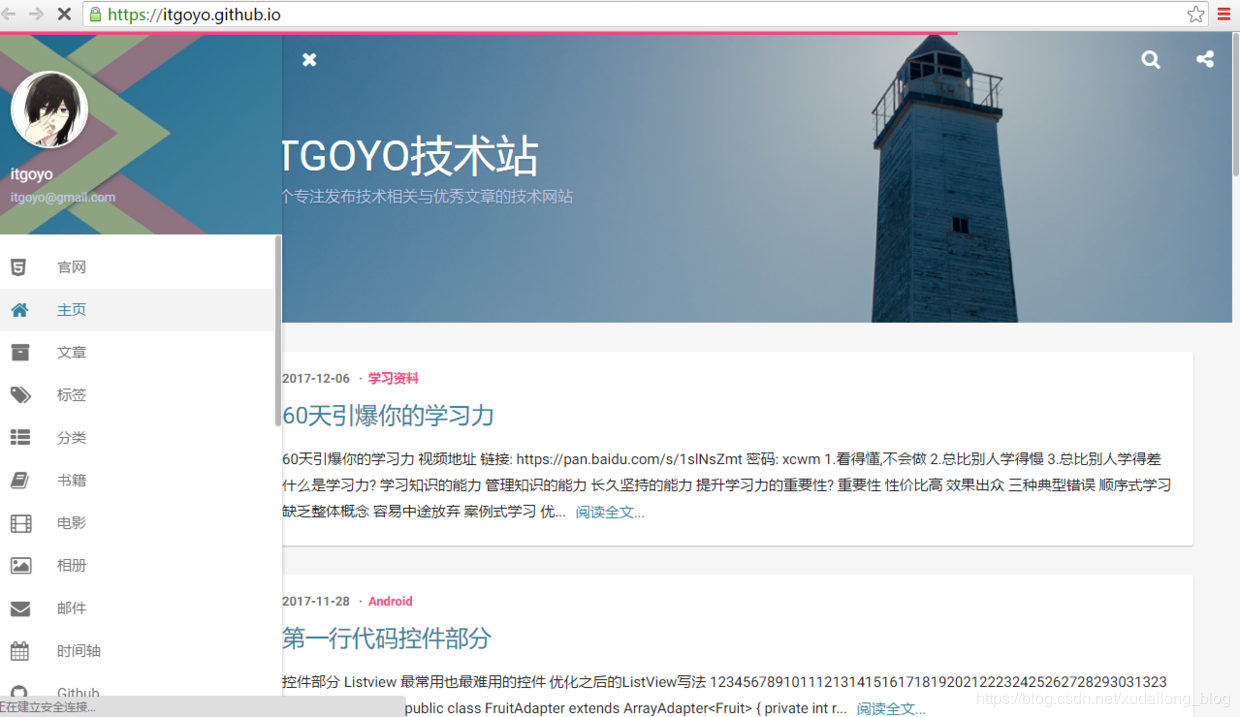 https://itgoyo.github.io
itgoyo
itgoyo@gmail.com
官网
主页
文章
标签
分类
书籍
电影
相册
邮件
时间轴
Github
正在建立安全连接...
TGOYO技术站
个专注发布技术相关与优秀文章的技术网站
2017-12-06 · 学习资料
60天引爆你的学习力
60天引爆你的学习力 视频地址 链接: https://pan.baidu.com/s/1slNsZmt 密码: xcwm 1.看得懂,不会做 2.总比别人学得慢 3.总比别人学得差
什么是学习力? 学习知识的能力 管理知识的能力 长久坚持的能力 提升学习力的重要性? 重要性 性价比高 效果出众 三种典型错误 顺序式学习
缺乏整体概念 容易中途放弃 案例式学习 优... 阅读全文...
2017-11-28 · Android
第一行代码控件部分
控件部分 Listview 最常用也最难用的控件 优化之后的ListView写法 1234567891011121314151617181920212223242526272829303132​3
public class FruitAdapter extends ArrayAdapter<Fruit> { private int r... 阅读全文...
https://blog.csdn.net/xudailong_blog